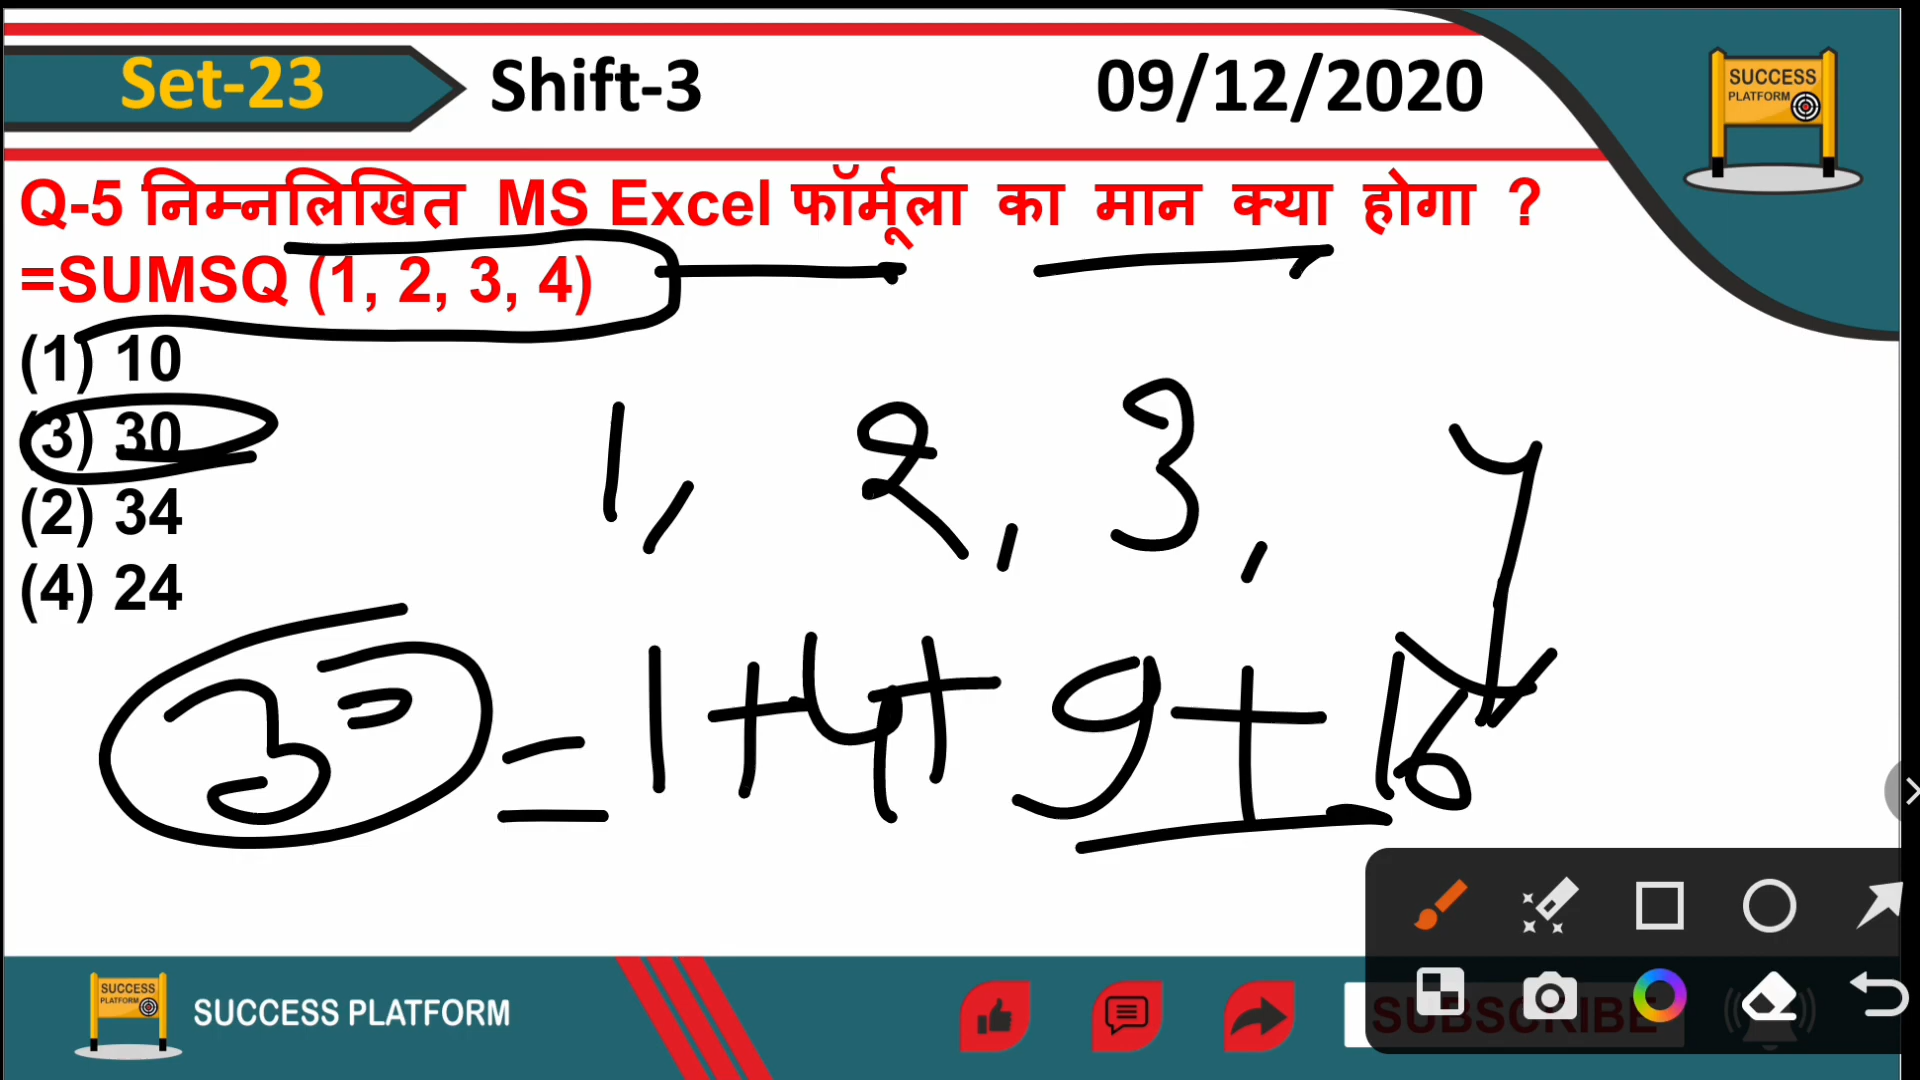 Set-23 Shift-3 09/12/2020
SUCCESS
PLATFORM
Q-5 निम्नलिखित MS Excel फॉर्मूला का मान क्या होगा ?
=SUMSQ (1, 2, 3, 4)
(1) 10
(3) 30
(2) 34
(4) 24
1, 2, 3, 4
30 = 1+4+9+16
SUCCESS
PLATFORM
SUCCESS PLATFORM
SUBSCRIBE